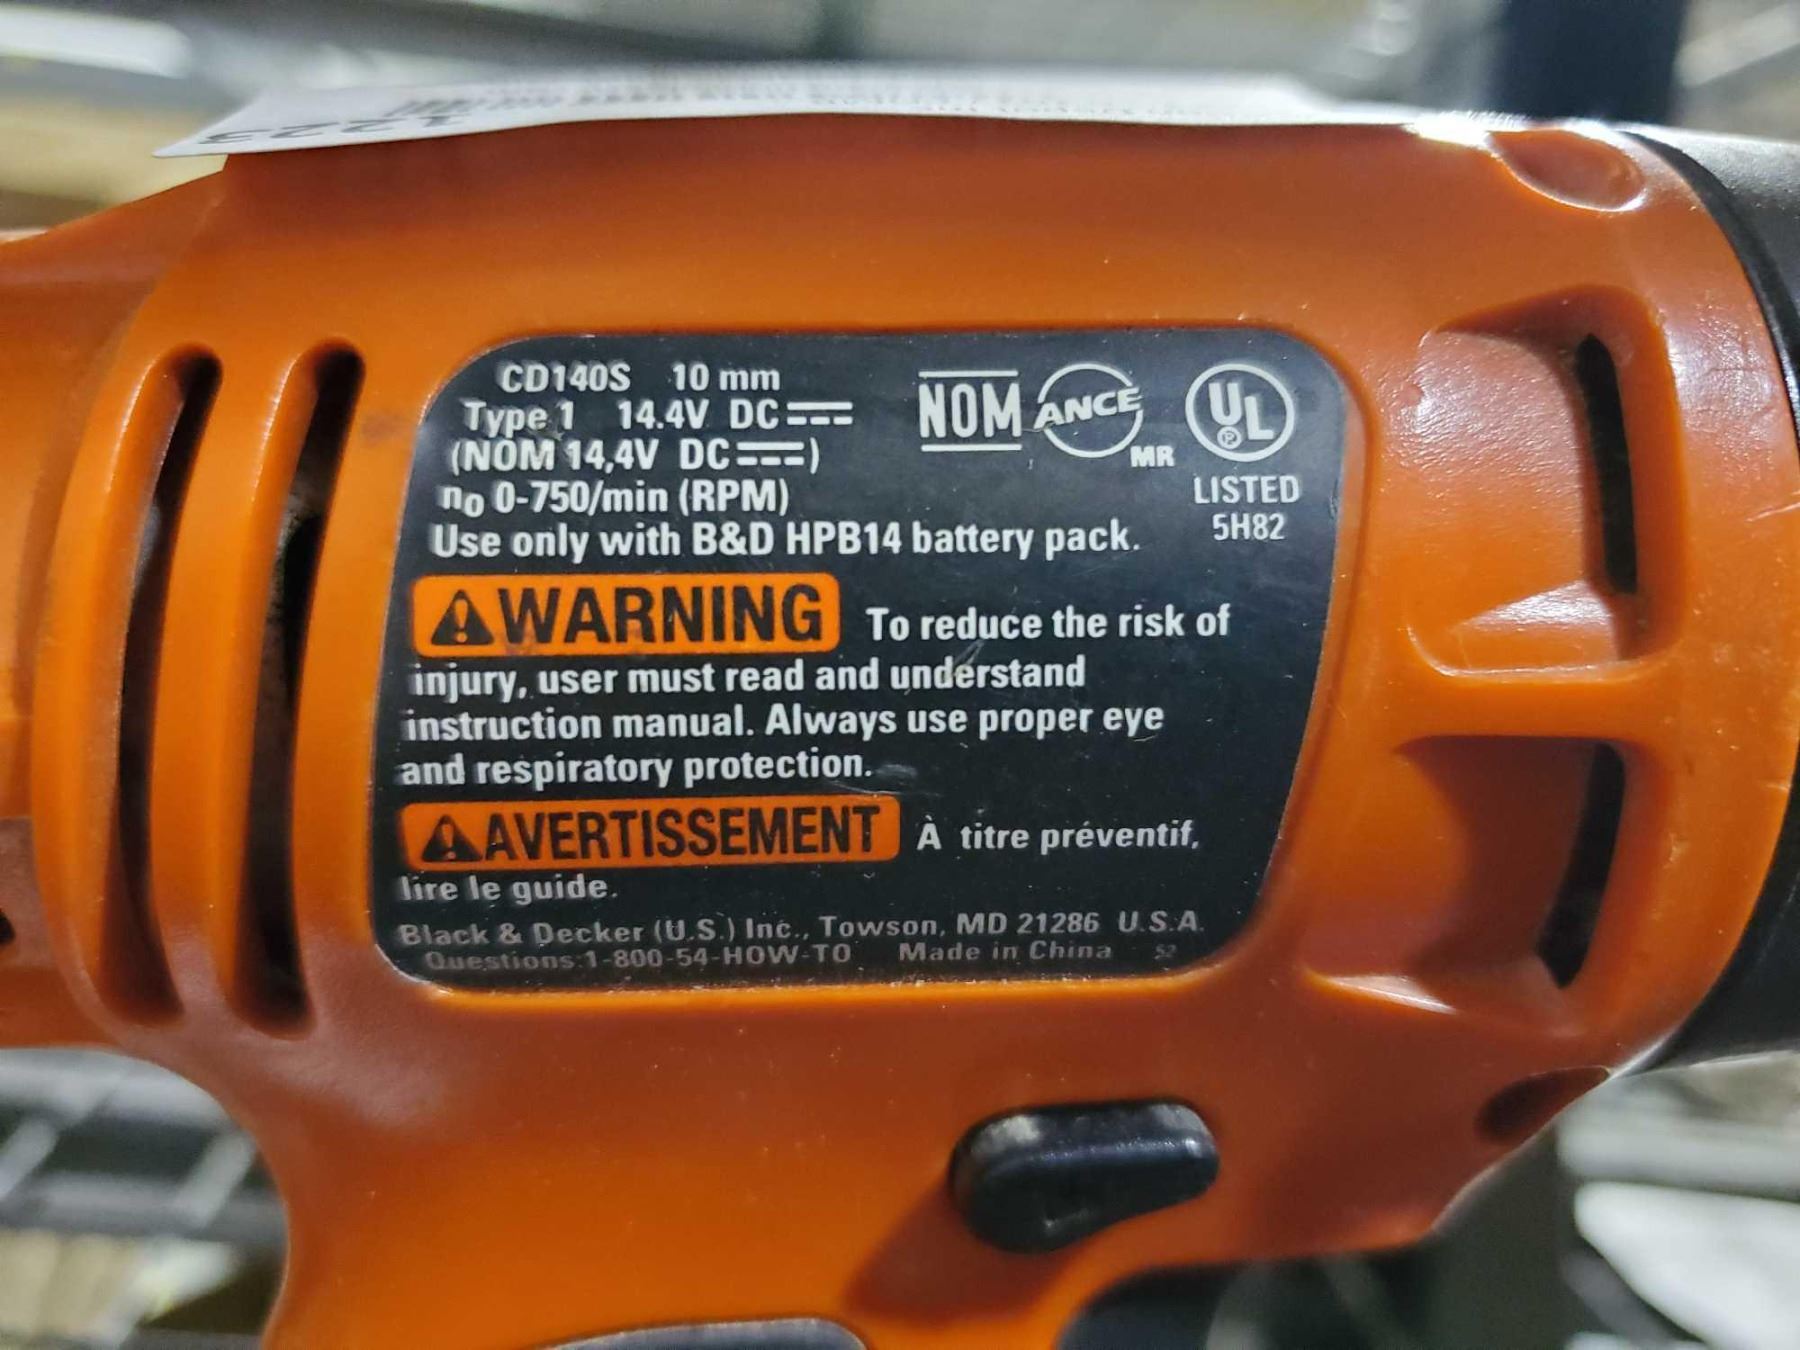 CD140S 10 mm
Type 1 14.4V DC
(NOM 14,4V DC)
no 0-750/min (RPM)
Use only with B&D HPB14 battery pack.
NOM ANCE MR
UL
LISTED
5H82
WARNING To reduce the risk of
injury, user must read and understand
instruction manual. Always use proper eye
and respiratory protection.
AVERTISSEMENT À titre préventif,
lire le guide.
Black & Decker (U.S.) Inc., Towson, MD 21286 U.S.A.
Questions:1-800-54-HOW-TO Made in China 52